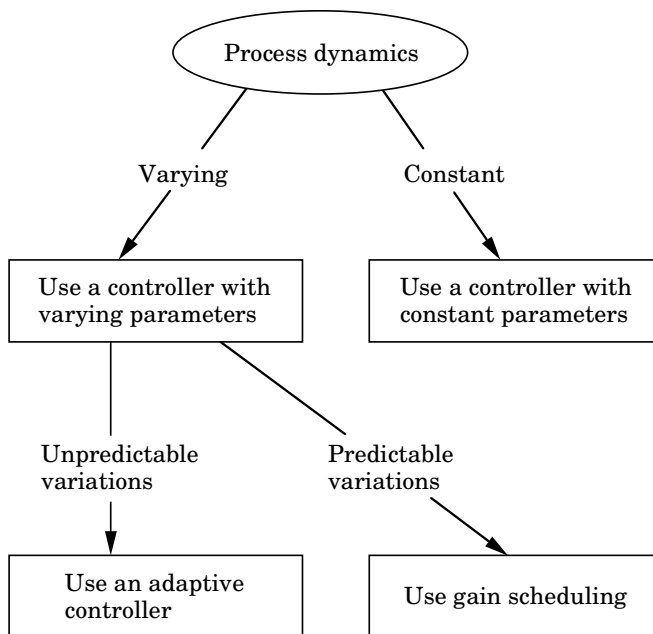 Process dynamics
Varying
Constant
Use a controller with
varying parameters
Use a controller with
constant parameters
Unpredictable
variations
Predictable
variations
Use an adaptive
controller
Use gain scheduling